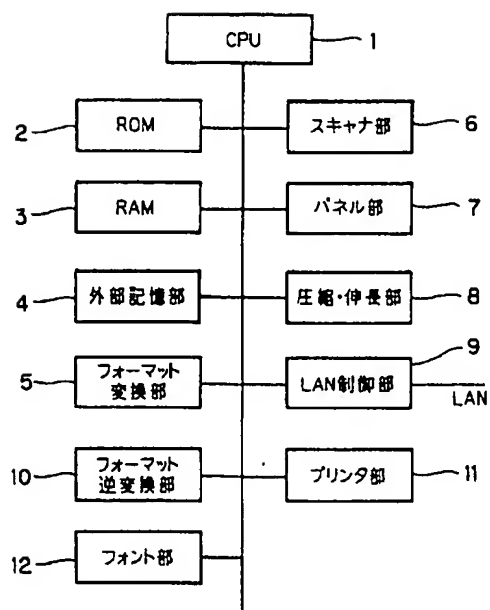 CPU
1
2
ROM
スキャナ部
6
3
RAM
パネル部
7
4
外部記憶部
圧縮・伸長部
8
5
フォーマット
変換部
LAN制御部
9
LAN
10
フォーマット
逆変換部
プリンタ部
11
12
フォント部